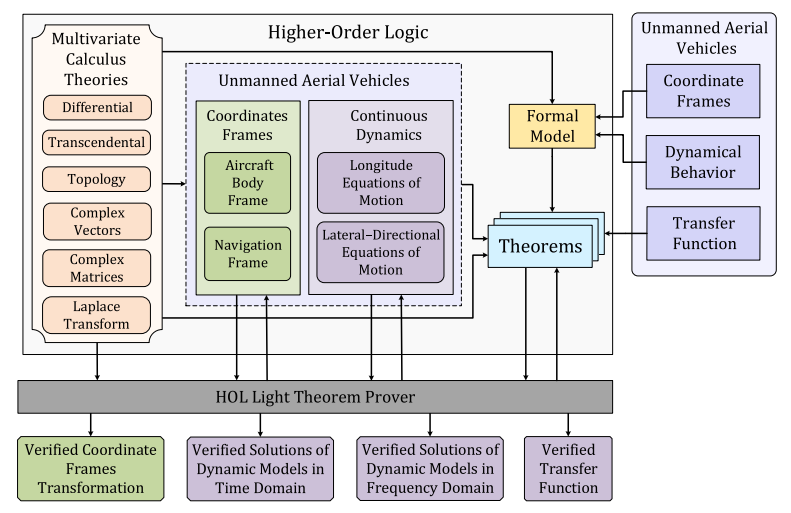 Higher-Order Logic
Multivariate
Calculus
Theories
Differential
Transcendental
Topology
Complex
Vectors
Complex
Matrices
Laplace
Transform
Unmanned Aerial Vehicles
Coordinates
Frames
Aircraft
Body
Frame
Navigation
Frame
Continuous
Dynamics
Longitude
Equations of
Motion
Lateral–Directional
Equations of
Motion
Formal
Model
Theorems
Unmanned Aerial
Vehicles
Coordinate
Frames
Dynamical
Behavior
Transfer
Function
HOL Light Theorem Prover
Verified Coordinate
Frames
Transformation
Verified Solutions of
Dynamic Models in
Time Domain
Verified Solutions of
Dynamic Models in
Frequency Domain
Verified
Transfer
Function